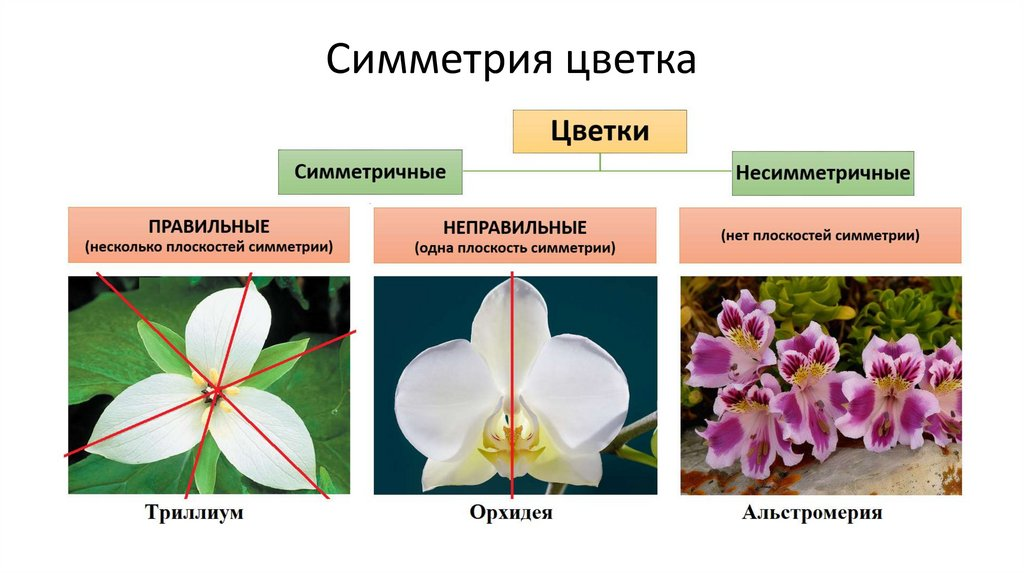 Симметрия цветка
Цветки
Симметричные
Несимметричные
ПРАВИЛЬНЫЕ
(несколько плоскостей симметрии)
НЕПРАВИЛЬНЫЕ
(одна плоскость симметрии)
(нет плоскостей симметрии)
Триллиум
Орхидея
Альстромерия